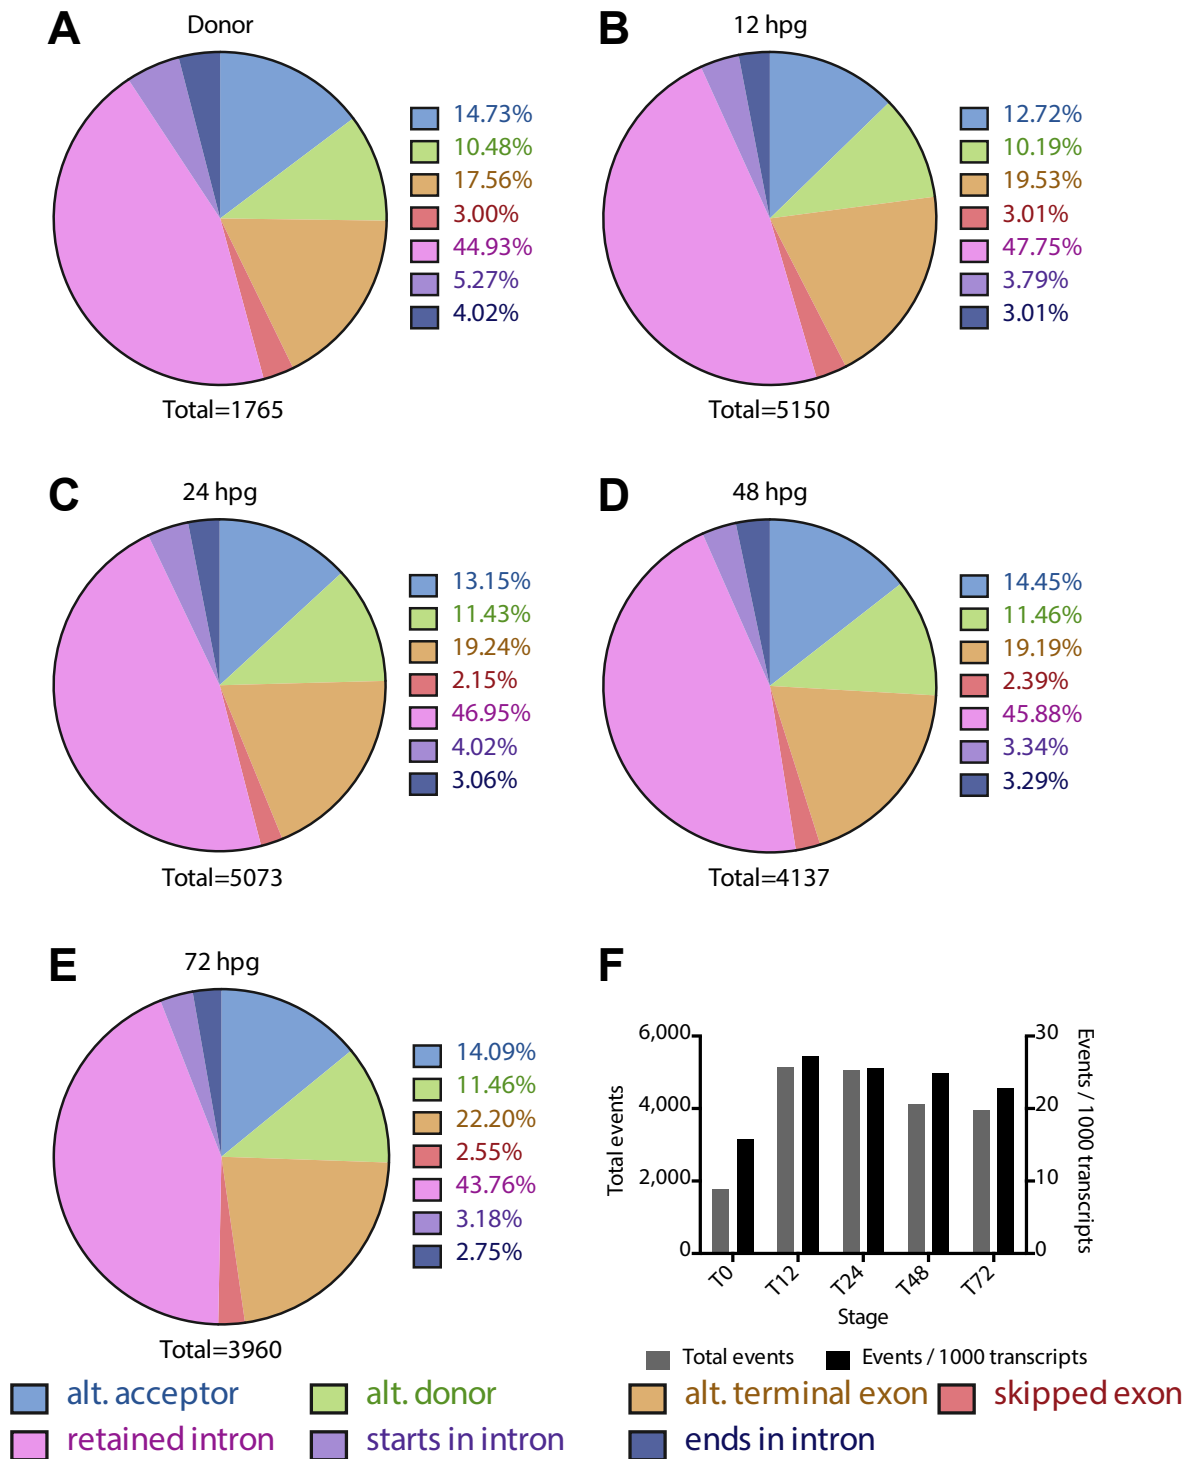 A
Donor
14.73%
10.48%
17.56%
3.00%
44.93%
5.27%
4.02%
Total=1765
B
12 hpg
12.72%
10.19%
19.53%
3.01%
47.75%
3.79%
3.01%
Total=5150
C
24 hpg
13.15%
11.43%
19.24%
2.15%
46.95%
4.02%
3.06%
Total=5073
D
48 hpg
14.45%
11.46%
19.19%
2.39%
45.88%
3.34%
3.29%
Total=4137
E
72 hpg
14.09%
11.46%
22.20%
2.55%
43.76%
3.18%
2.75%
Total=3960
F
Total events
6,000
4,000
2,000
0
30
20
10
0
Events / 1000 transcripts
T0 T12 T24 T48 T72
Stage
Total events Events / 1000 transcripts
alt. acceptor alt. donor alt. terminal exon skipped exon
retained intron starts in intron ends in intron